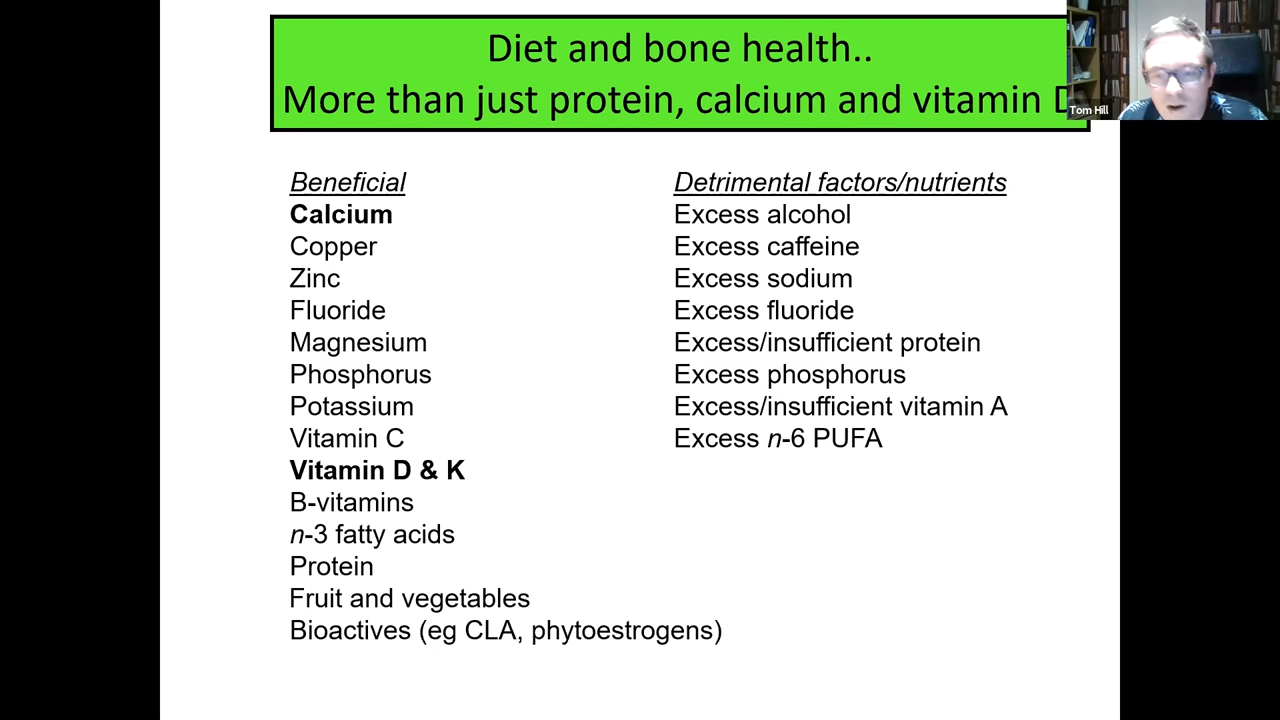 Diet and bone health..
More than just protein, calcium and vitamin D
Tom Hill
Beneficial
Calcium
Copper
Zinc
Fluoride
Magnesium
Phosphorus
Potassium
Vitamin C
Vitamin D & K
B-vitamins
n-3 fatty acids
Protein
Fruit and vegetables
Bioactives (eg CLA, phytoestrogens)
Detrimental factors/nutrients
Excess alcohol
Excess caffeine
Excess sodium
Excess fluoride
Excess/insufficient protein
Excess phosphorus
Excess/insufficient vitamin A
Excess n-6 PUFA